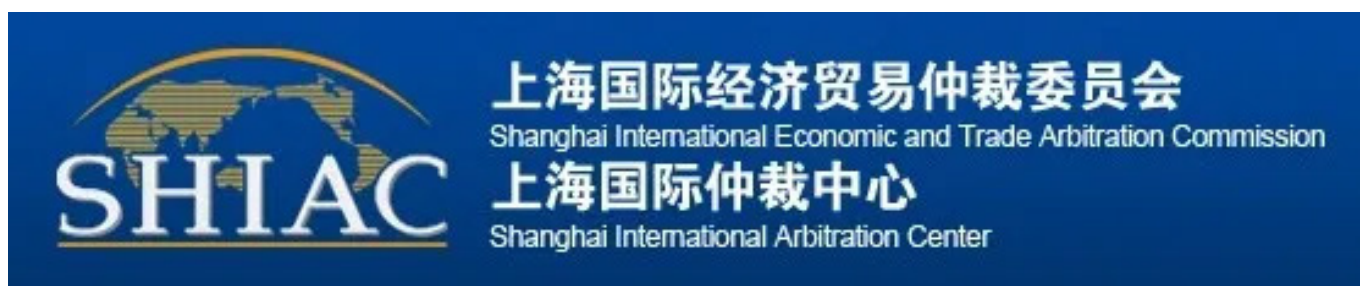 SHIAC
上海国际经济贸易仲裁委员会
Shanghai International Economic and Trade Arbitration Commission
上海国际仲裁中心
Shanghai International Arbitration Center